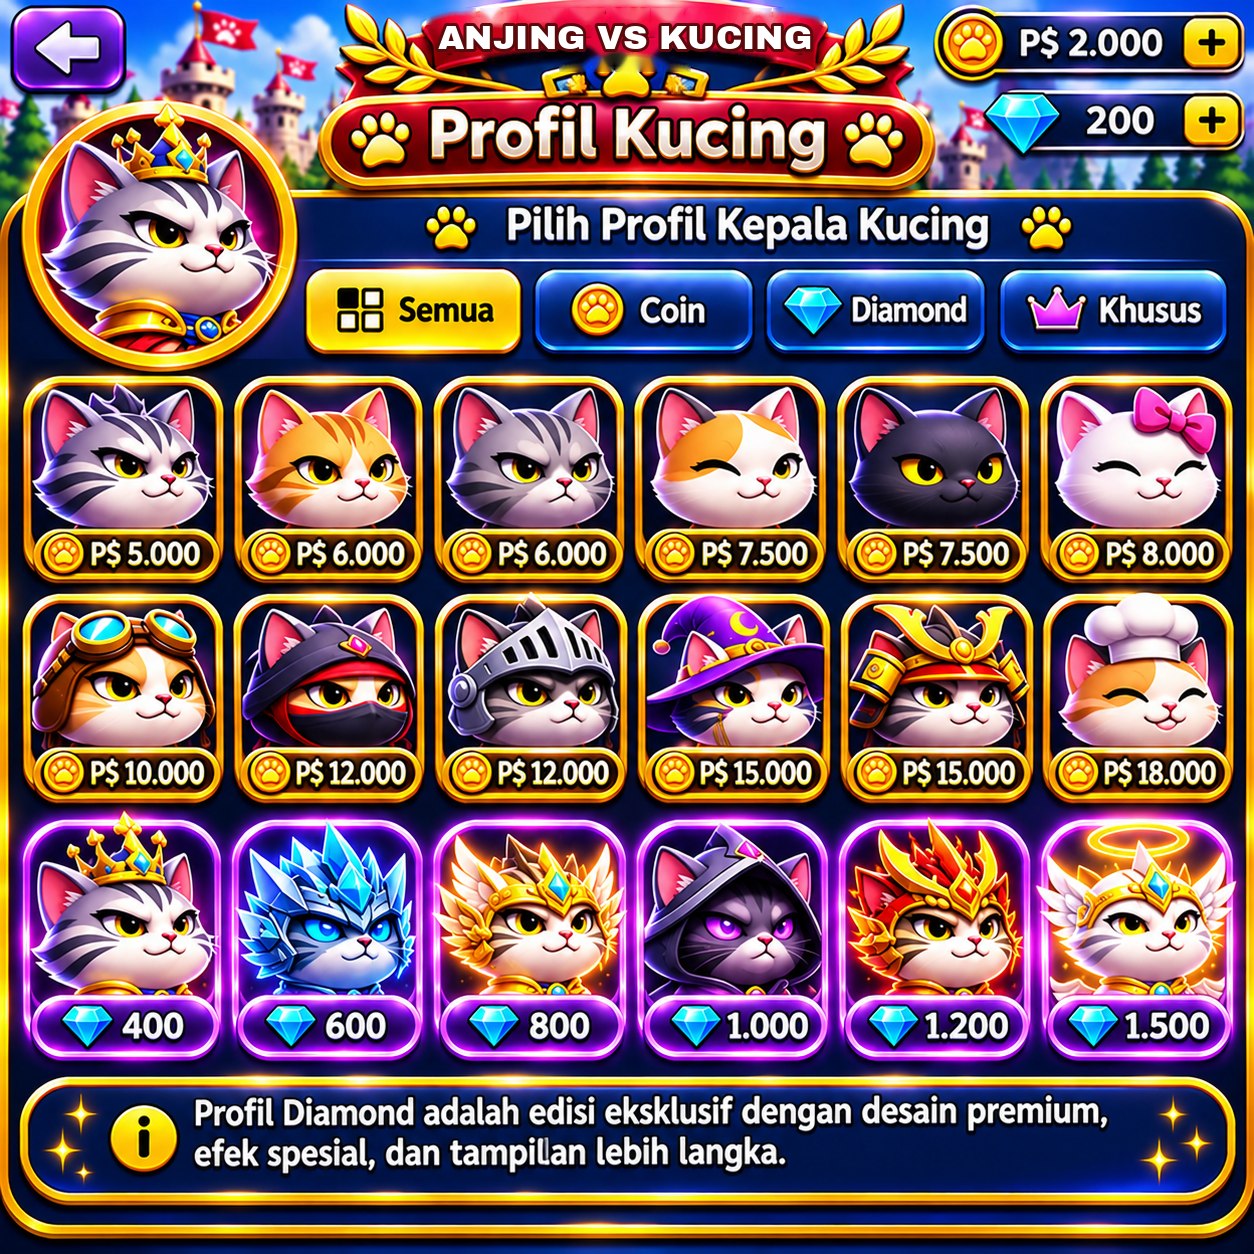 ANJING VS KUCING
P$ 2.000 +
Profil Kucing
200 +
Pilih Profil Kepala Kucing
Semua
Coin
Diamond
Khusus
P$ 5.000
P$ 6.000
P$ 6.000
P$ 7.500
P$ 7.500
P$ 8.000
P$ 10.000
P$ 12.000
P$ 12.000
P$ 15.000
P$ 15.000
P$ 18.000
400
600
800
1.000
1.200
1.500
i
Profil Diamond adalah edisi eksklusif dengan desain premium,
efek spesial, dan tampilan lebih langka.